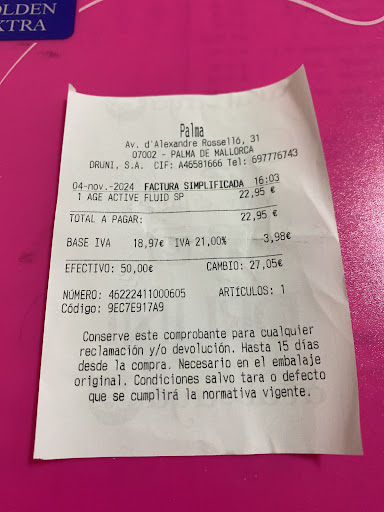 OLDEN
XTRA
Palma
Av. d'Alexandre Rosselló, 31
07002 - PALMA DE MALLORCA
DRUNI, S.A. CIF: A46581666 Tel: 697776743
04-nov.-2024 FACTURA SIMPLIFICADA 16:03
1 AGE ACTIVE FLUID SP 22,95 €
TOTAL A PAGAR: 22,95 €
BASE IVA 18,97€ IVA 21,00% 3,98€
EFECTIVO: 50,00€ CAMBIO: 27,05€
NÚMERO: 46222411000605 ARTÍCULOS: 1
Código: 9EC7E917A9
Conserve este comprobante para cualquier
reclamación y/o devolución. Hasta 15 días
desde la compra. Necesario en el embalaje
original. Condiciones salvo tara o defecto
que se cumplirá la normativa vigente.